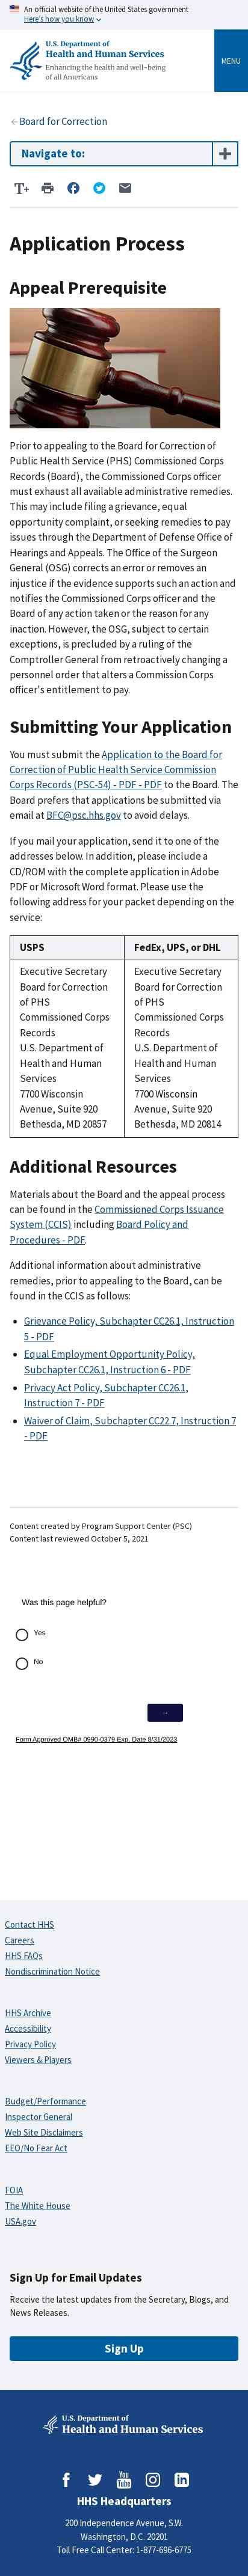 An official website of the United States government
Here's how you know
U.S. Department of
Health and Human Services
Enhancing the health and well-being
of all Americans
MENU
Board for Correction
Navigate to:
T+
Application Process
Appeal Prerequisite
Prior to appealing to the Board for Correction of
Public Health Service (PHS) Commissioned Corps
Records (Board), the Commissioned Corps officer
must exhaust all available administrative remedies.
This may include filing a grievance, equal
opportunity complaint, or seeking remedies to pay
issues through the Department of Defense Office of
Hearings and Appeals. The Office of the Surgeon
General (OSG) corrects an error or removes an
injustice if the evidence supports such an action and
notifies the Commissioned Corps officer and the
Board of any action taken or the reason for any
inaction. However, the OSG, subject to certain
exceptions, is precluded by a ruling of the
Comptroller General from retroactively changing a
personnel order that alters a Commission Corps
officer's entitlement to pay.
Submitting Your Application
You must submit the Application to the Board for
Correction of Public Health Service Commission
Corps Records (PSC-54) - PDF - PDF to the Board. The
Board prefers that applications be submitted via
email at BFC@psc.hhs.gov to avoid delays.
If you mail your application, send it to one of the
addresses below. In addition, please include a
CD/ROM with the complete application in Adobe
PDF or Microsoft Word format. Please use the
following address for your packet depending on the
service:
USPS
FedEx, UPS, or DHL
Executive Secretary
Board for Correction
of PHS
Commissioned Corps
Records
U.S. Department of
Health and Human
Services
7700 Wisconsin
Avenue, Suite 920
Bethesda, MD 20857
Executive Secretary
Board for Correction
of PHS
Commissioned Corps
Records
U.S. Department of
Health and Human
Services
7700 Wisconsin
Avenue, Suite 920
Bethesda, MD 20814
Additional Resources
Materials about the Board and the appeal process
can be found in the Commissioned Corps Issuance
System (CCIS) including Board Policy and
Procedures - PDF.
Additional information about administrative
remedies, prior to appealing to the Board, can be
found in the CCIS as follows:
Grievance Policy, Subchapter CC26.1, Instruction
5 - PDF
Equal Employment Opportunity Policy,
Subchapter CC26.1, Instruction 6 - PDF
Privacy Act Policy, Subchapter CC26.1,
Instruction 7 - PDF
Waiver of Claim, Subchapter CC22.7, Instruction 7
- PDF
Content created by Program Support Center (PSC)
Content last reviewed October 5, 2021
Was this page helpful?
Yes
No
→
Form Approved OMB# 0990-0379 Exp. Date 8/31/2023
Contact HHS
Careers
HHS FAQs
Nondiscrimination Notice
HHS Archive
Accessibility
Privacy Policy
Viewers & Players
Budget/Performance
Inspector General
Web Site Disclaimers
EEO/No Fear Act
FOIA
The White House
USA.gov
Sign Up for Email Updates
Receive the latest updates from the Secretary, Blogs, and
News Releases.
Sign Up
U.S. Department of
Health and Human Services
You
Tube
HHS Headquarters
200 Independence Avenue, S.W.
Washington, D.C. 20201
Toll Free Call Center: 1-877-696-6775